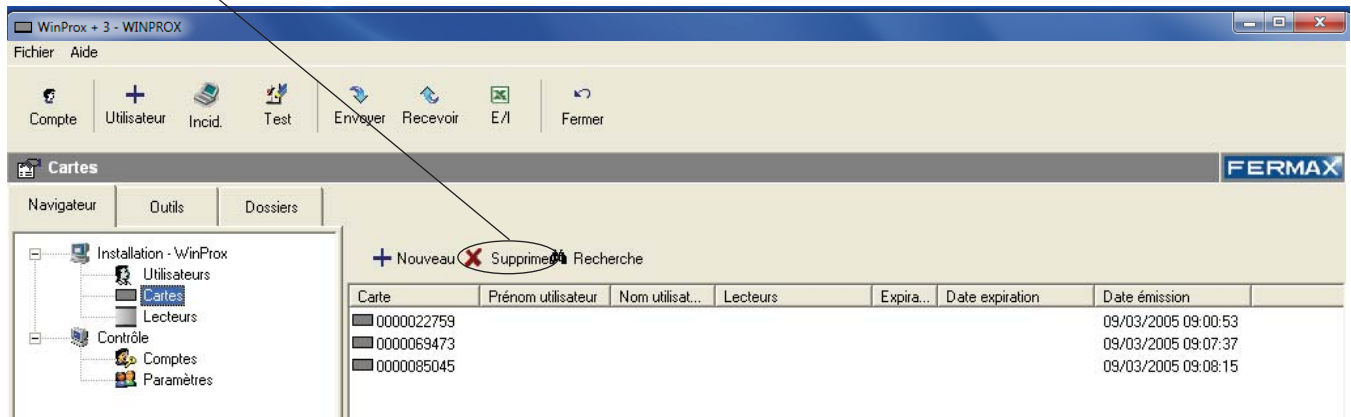 WinProx + 3 - WINPROX
Fichier Aide
Compte Utilisateur Incid. Test Envoyer Recevoir E/I Fermer
Cartes FERMAX
Navigateur Outils Dossiers
Installation - WinProx
Utilisateurs
Cartes
Lecteurs
Contrôle
Comptes
Paramètres
Nouveau Supprimer Recherche
Carte Prénom utilisateur Nom utilisat... Lecteurs Expira... Date expiration Date émission
0000022759 09/03/2005 09:00:53
0000069473 09/03/2005 09:07:37
0000085045 09/03/2005 09:08:15